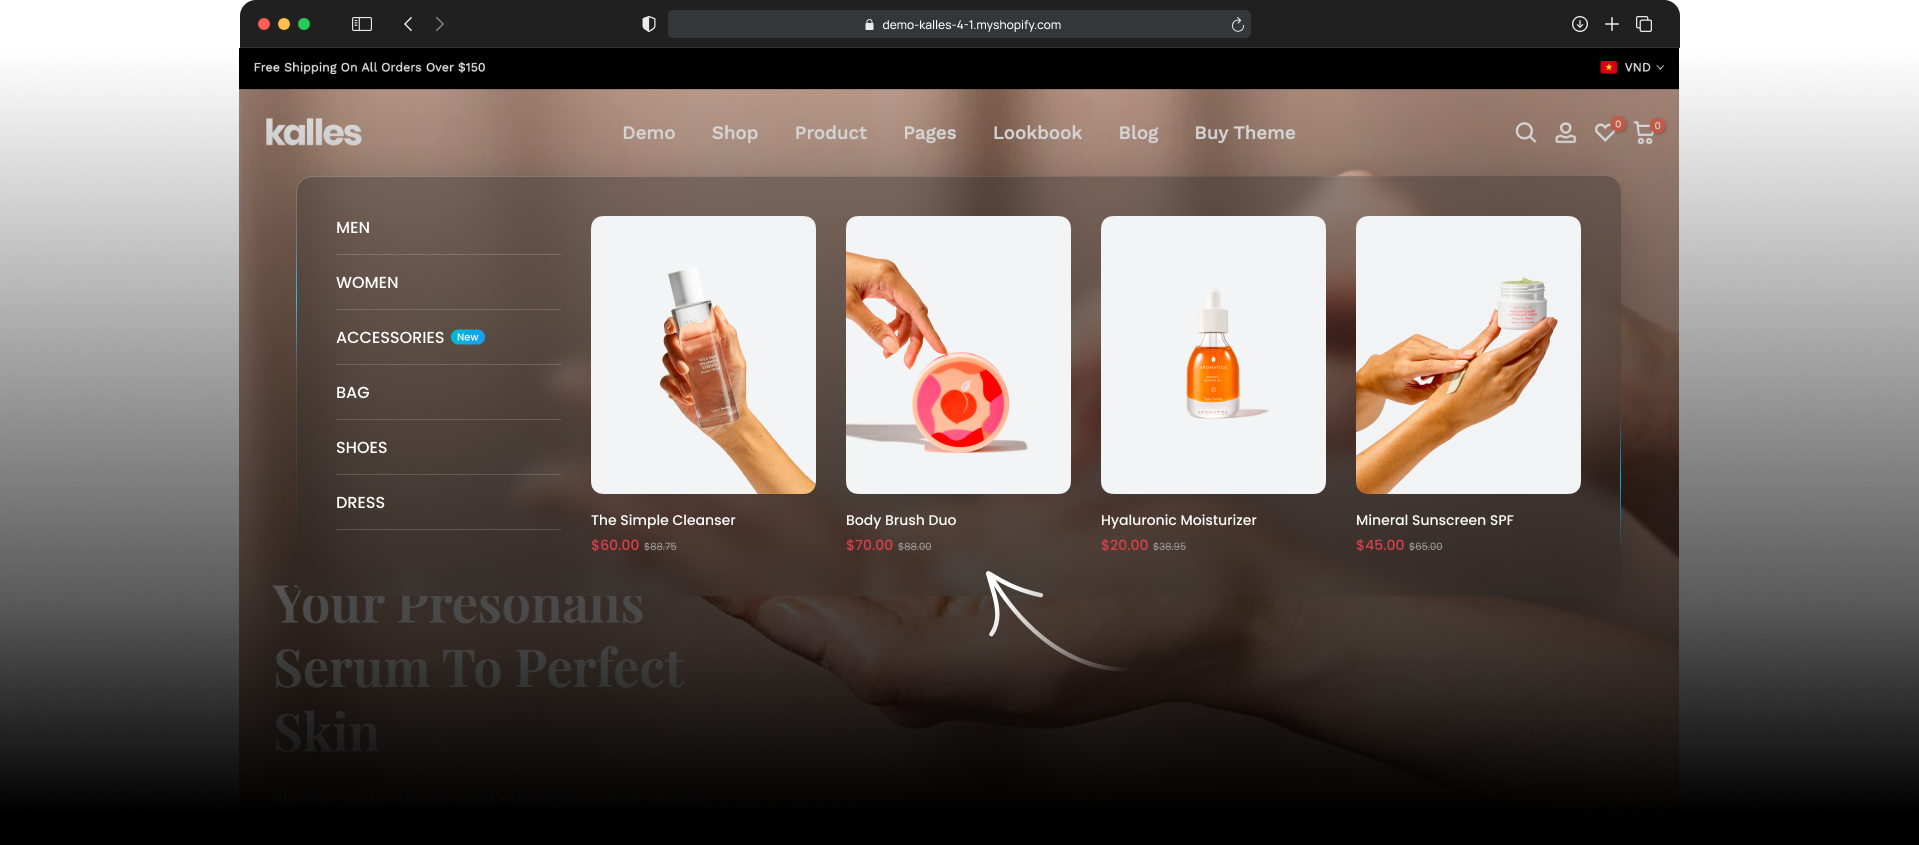 demo-kalles-4-1.myshopify.com
Free Shipping On All Orders Over $150
VND
kalles
Demo Shop Product Pages Lookbook Blog Buy Theme
0 0
MEN
WOMEN
ACCESSORIES New
BAG
SHOES
DRESS
AROMATICA
The Simple Cleanser
$60.00 $88.75
Body Brush Duo
$70.00 $88.00
Hyaluronic Moisturizer
$20.00 $38.95
Mineral Sunscreen SPF
$45.00 $65.00
Your Presonalis
Serum To Perfect
Skin